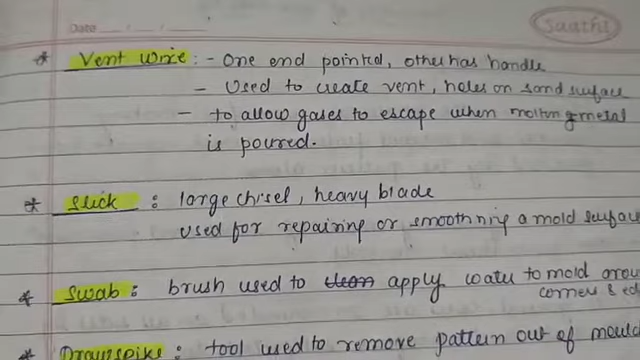 Date
Saathi
* Vent wire :- One end pointed, other has handle
- Used to create vent, holes on sand surface
- to allow gases to escape when molting metal
is poured.
* Slick : large chisel, heavy blade
used for repairing or smoothning a mold surfac
* Swab : brush used to clean apply water to mold arou
corners & ed
* Drawspike : tool used to remove pattern out of mould